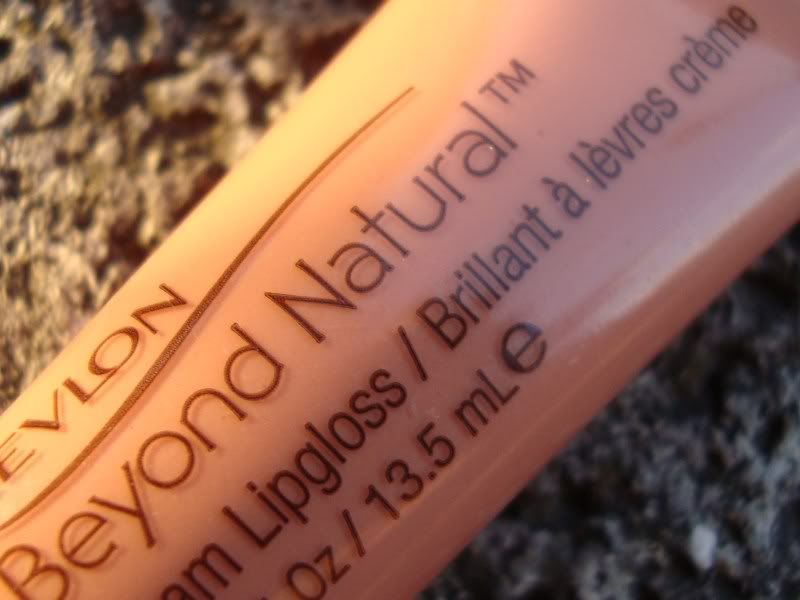 EVLON
Beyond Natural™
am Lipgloss / Brillant à lèvres crème
Oz / 13.5 mL e